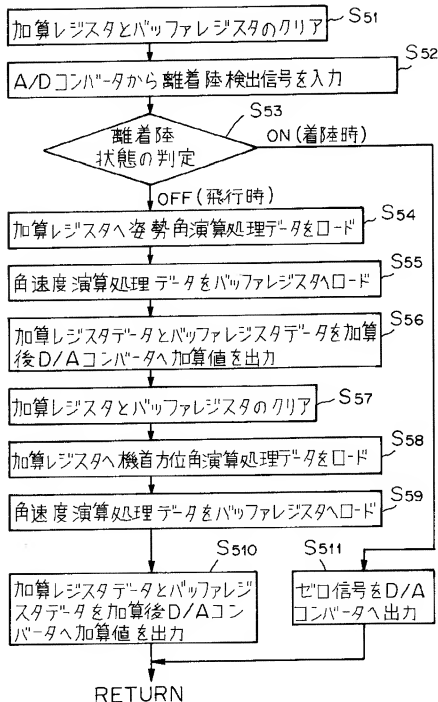 加算レジスタとバッファレジスタのクリア
S51
A/Dコンバータから離着陸検出信号を入力
S52
離着陸
状態の判定
S53
ON(着陸時)
OFF(飛行時)
加算レジスタへ姿勢角演算処理データをロード
S54
角速度演算処理データをバッファレジスタへロード
S55
加算レジスタデータとバッファデータを加算
後D/Aコンバータへ加算値を出力
S56
加算レジスタとバッファレジスタのクリア
S57
加算レジスタへ機首方位角演算処理データをロード
S58
角速度演算処理データをバッファレジスタへロード
S59
加算レジスタデータとバッファレジ
スタデータを加算後D/Aコン
バータへ加算値を出力
S510
ゼロ信号をD/A
コンバータへ出力
S511
RETURN